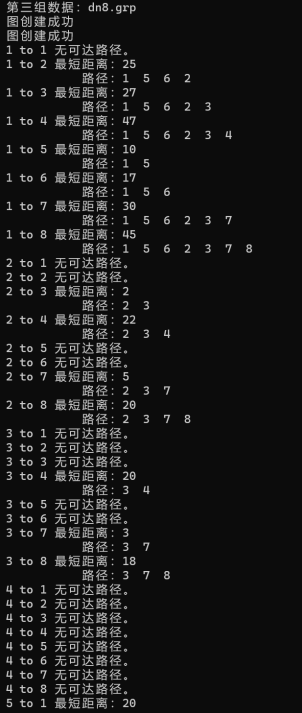 第三组数据: dn8.grp
图创建成功
图创建成功
1 to 1 无可达路径。
1 to 2 最短距离: 25
路径: 1 5 6 2
1 to 3 最短距离: 27
路径: 1 5 6 2 3
1 to 4 最短距离: 47
路径: 1 5 6 2 3 4
1 to 5 最短距离: 10
路径: 1 5
1 to 6 最短距离: 17
路径: 1 5 6
1 to 7 最短距离: 30
路径: 1 5 6 2 3 7
1 to 8 最短距离: 45
路径: 1 5 6 2 3 7 8
2 to 1 无可达路径。
2 to 2 无可达路径。
2 to 3 最短距离: 2
路径: 2 3
2 to 4 最短距离: 22
路径: 2 3 4
2 to 5 无可达路径。
2 to 6 无可达路径。
2 to 7 最短距离: 5
路径: 2 3 7
2 to 8 最短距离: 20
路径: 2 3 7 8
3 to 1 无可达路径。
3 to 2 无可达路径。
3 to 3 无可达路径。
3 to 4 最短距离: 20
路径: 3 4
3 to 5 无可达路径。
3 to 6 无可达路径。
3 to 7 最短距离: 3
路径: 3 7
3 to 8 最短距离: 18
路径: 3 7 8
4 to 1 无可达路径。
4 to 2 无可达路径。
4 to 3 无可达路径。
4 to 4 无可达路径。
4 to 5 无可达路径。
4 to 6 无可达路径。
4 to 7 无可达路径。
4 to 8 无可达路径。
5 to 1 最短距离: 20